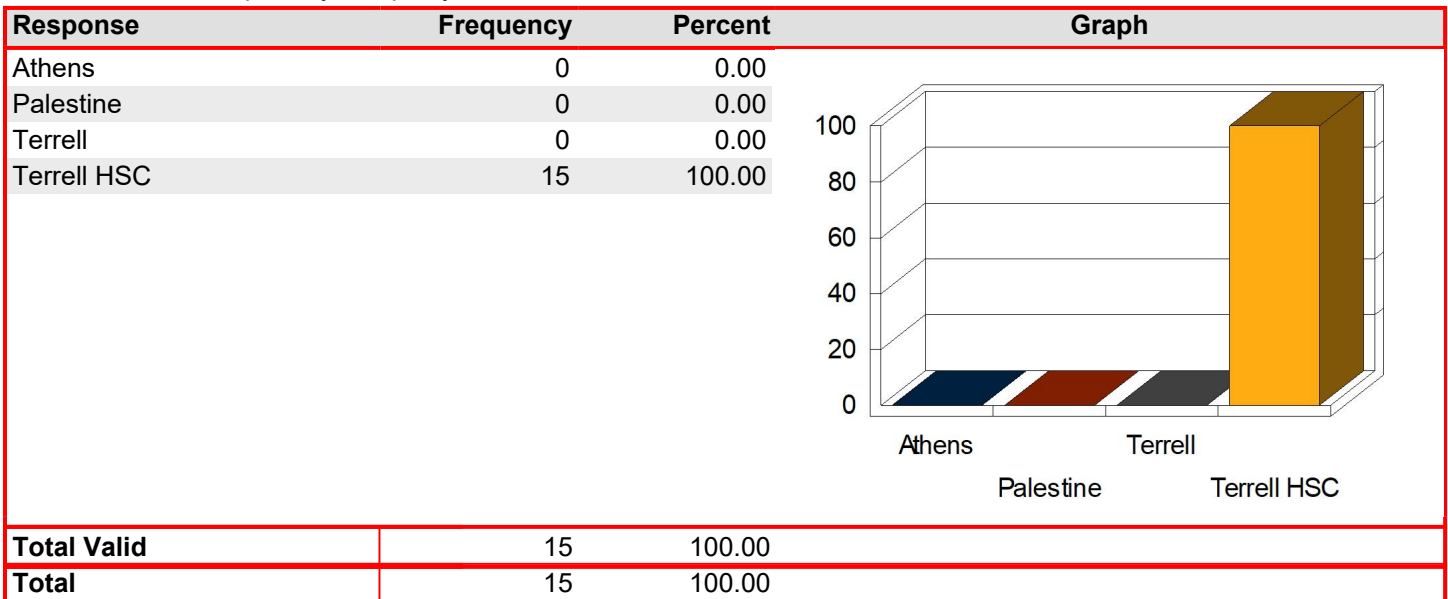 Response Frequency Percent Graph
Athens 0 0.00
Palestine 0 0.00
Terrell 0 0.00
Terrell HSC 15 100.00
100
80
60
40
20
0
Athens Terrell
Palestine Terrell HSC
Total Valid 15 100.00
Total 15 100.00